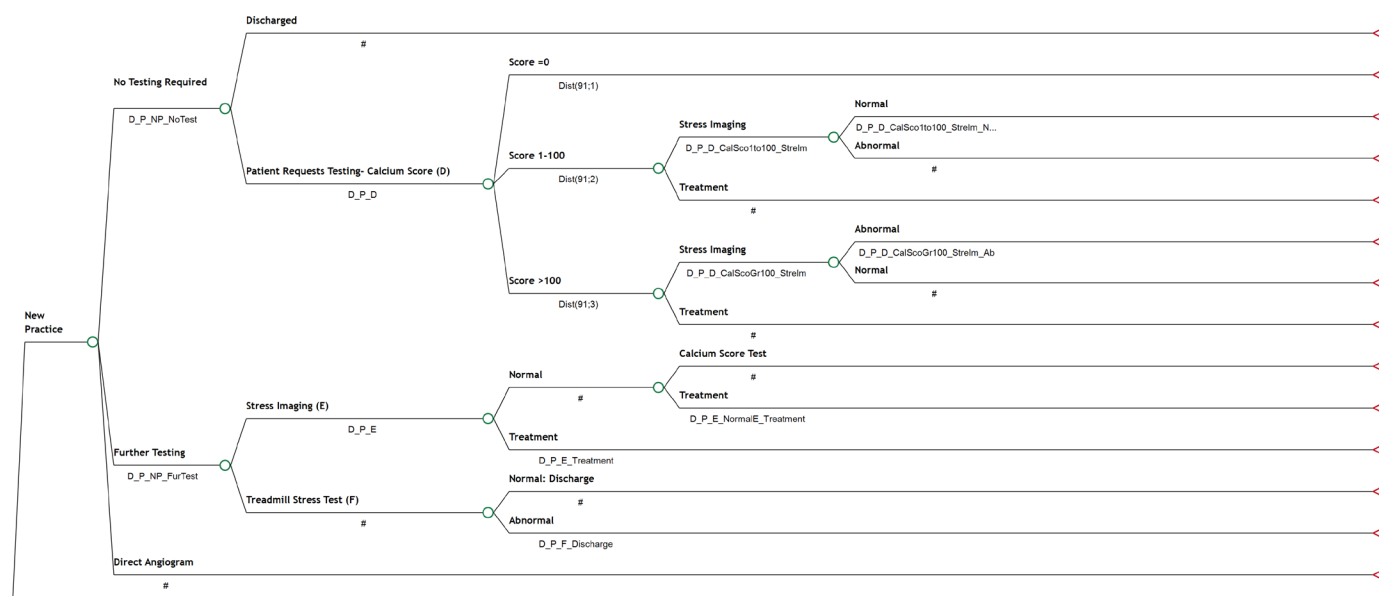 Discharged
#
Score =0
Dist(91;1)
No Testing Required
D_P_NP_NoTest
Normal
D_P_D_CalSco1to100_StreIm_N...
Stress Imaging
D_P_D_CalSco1to100_StreIm
Abnormal
#
Score 1-100
Dist(91;2)
Patient Requests Testing- Calcium Score (D)
D_P_D
Treatment
#
Abnormal
D_P_D_CalScoGr100_StreIm_Ab
Stress Imaging
D_P_D_CalScoGr100_StreIm
Normal
#
Score >100
Dist(91;3)
Treatment
#
New
Practice
Calcium Score Test
#
Normal
#
Treatment
D_P_E_NormalE_Treatment
Stress Imaging (E)
D_P_E
Treatment
D_P_E_Treatment
Further Testing
D_P_NP_FurTest
Normal: Discharge
#
Treadmill Stress Test (F)
#
Abnormal
D_P_F_Discharge
Direct Angiogram
#